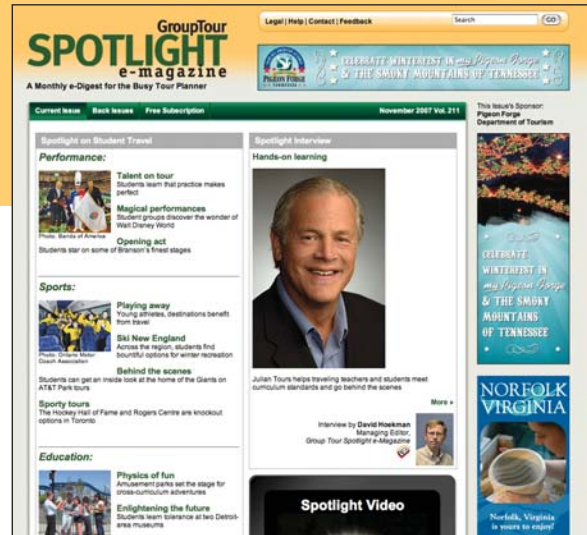 GroupTour
SPOTLIGHT
e-magazine
A Monthly e-Digest for the Busy Tour Planner
Legal | Help | Contact | Feedback
Search
GO
PIGEON FORGE
TENNESSEE
CELEBRATE WINTERFEST IN my Pigeon Forge
& THE SMOKY MOUNTAINS OF TENNESSEE
Current Issue
Back Issues
Free Subscription
November 2007 Vol. 211
This Issue's Sponsor:
Pigeon Forge
Department of Tourism
Spotlight on Student Travel
Performance:
Talent on tour
Students learn that practice makes
perfect
Magical performances
Student groups discover the wonder of
Walt Disney World
Photo: Bands of America
Opening act
Students star on some of Branson's finest stages
Sports:
Playing away
Young athletes, destinations benefit
from travel
Ski New England
Across the region, students find
bountiful options for winter recreation
Photo: Ontario Motor
Coach Association
Behind the scenes
Students can get an inside look at the home of the Giants on
AT&T Park tours
Sporty tours
The Hockey Hall of Fame and Rogers Centre are knockout
options in Toronto
Education:
Physics of fun
Amusement parks set the stage for
cross-curriculum adventures
Enlightening the future
Students learn tolerance at two Detroit-
area museums
Spotlight Interview
Hands-on learning
Julian Tours helps traveling teachers and students meet
curriculum standards and go behind the scenes
More »
Interview by David Hoekman
Managing Editor,
Group Tour Spotlight e-Magazine
Spotlight Video
CELEBRATE
WINTERFEST IN
my Pigeon Forge
& THE SMOKY
MOUNTAINS
OF TENNESSEE
NORFOLK
VIRGINIA
Norfolk, Virginia
is yours to enjoy!